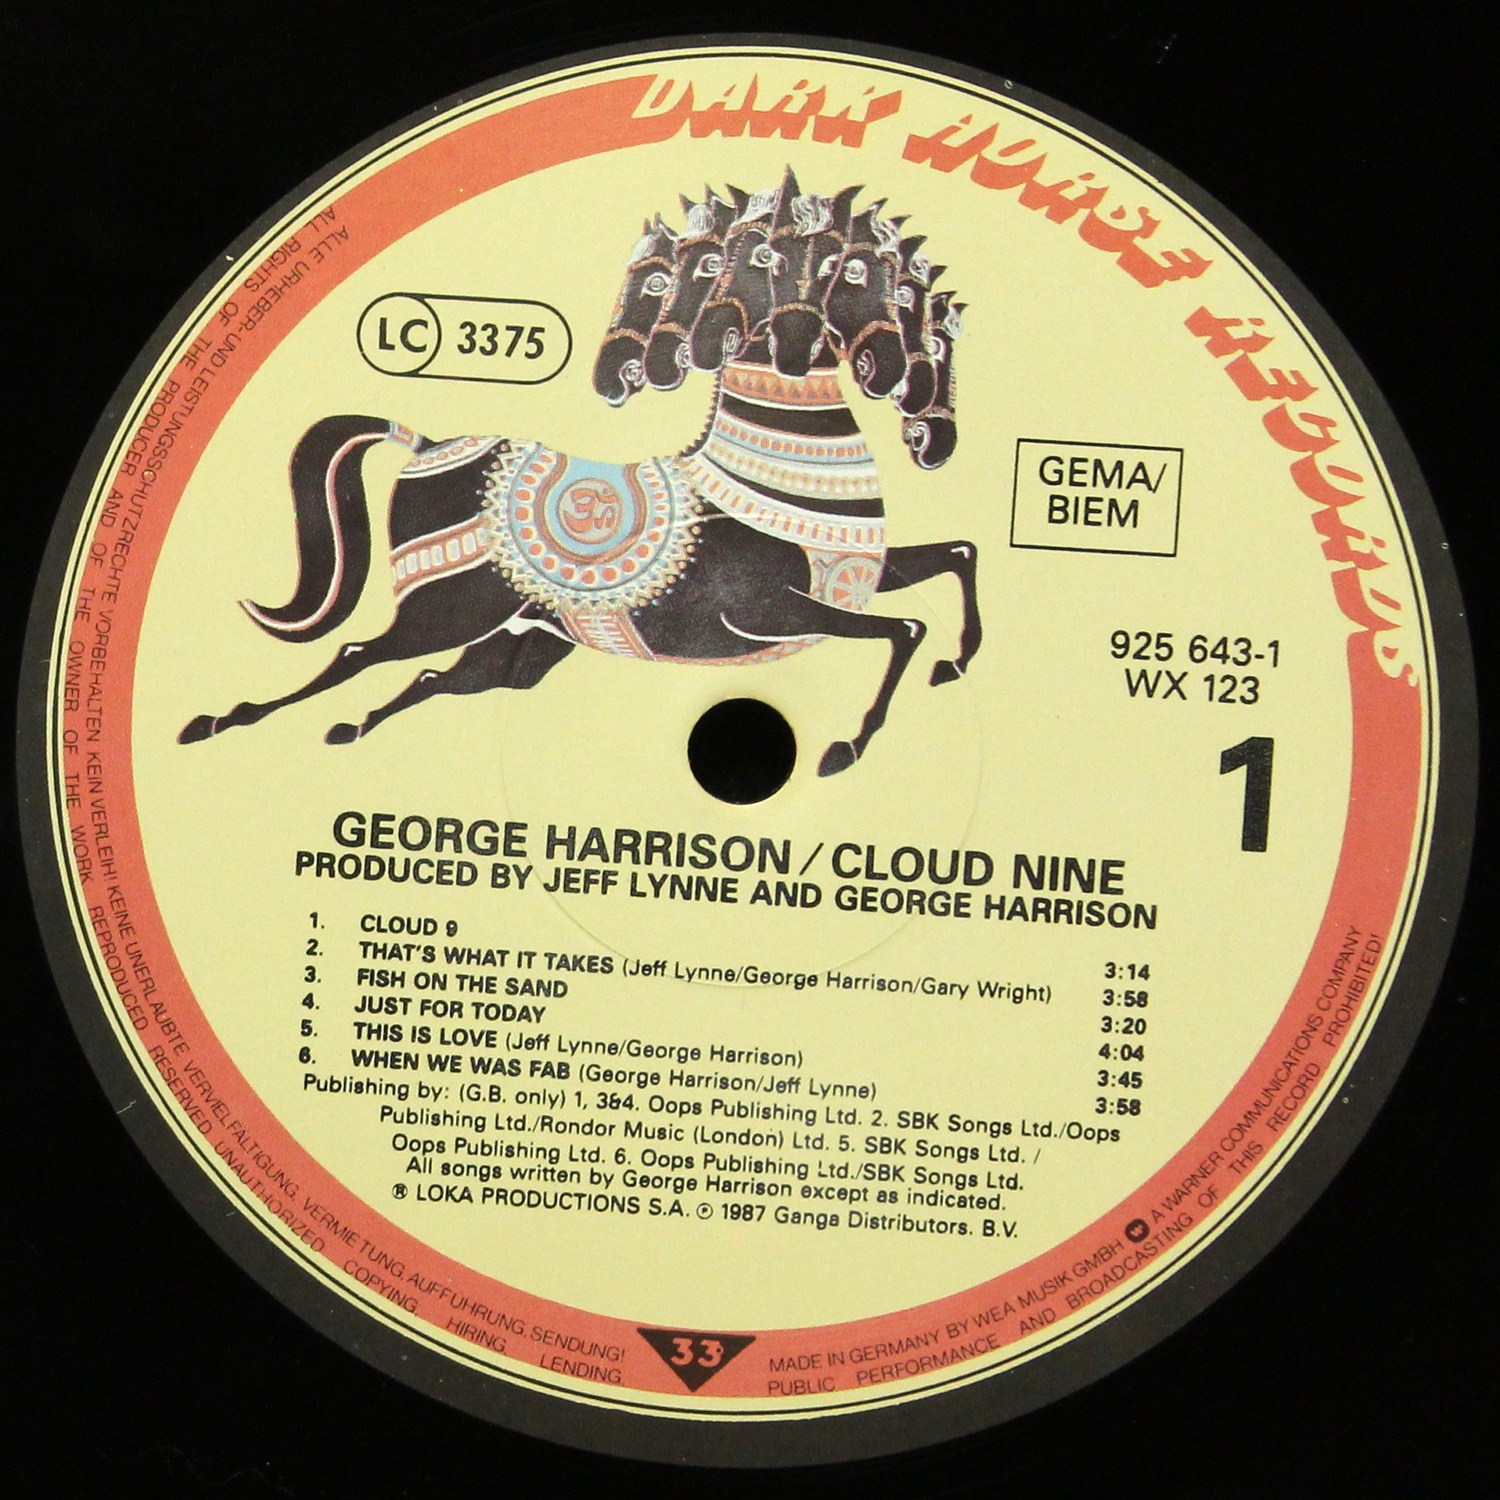 DARK HORSE RECORDS
LC 3375
GEMA/
BIEM
925 643-1
WX 123
1
GEORGE HARRISON / CLOUD NINE
PRODUCED BY JEFF LYNNE AND GEORGE HARRISON
1. CLOUD 9 3:14
2. THAT'S WHAT IT TAKES (Jeff Lynne/George Harrison/Gary Wright) 3:58
3. FISH ON THE SAND 3:20
4. JUST FOR TODAY 4:04
5. THIS IS LOVE (Jeff Lynne/George Harrison) 3:45
6. WHEN WE WAS FAB (George Harrison/Jeff Lynne) 3:58
Publishing by: (G.B. only) 1, 3&4. Oops Publishing Ltd. 2. SBK Songs Ltd./Oops
Publishing Ltd./Rondor Music (London) Ltd. 5. SBK Songs Ltd. /
Oops Publishing Ltd. 6. Oops Publishing Ltd./SBK Songs Ltd.
All songs written by George Harrison except as indicated.
® LOKA PRODUCTIONS S.A. ℗ 1987 Ganga Distributors. B.V.
ALLE URHEBER-UND LEISTUNGSSCHUTZRECHTE VORBEHALTEN KEIN VERLEIH! KEINE UNERLAUBTE VERVIELFÄLTIGUNG, VERMIETUNG, AUFFÜHRUNG, SENDUNG!
ALL RIGHTS OF THE PRODUCER AND OF THE OWNER OF THE WORK REPRODUCED RESERVED UNAUTHORIZED COPYING, HIRING, LENDING,
33
MADE IN GERMANY BY WEA MUSIK GMBH A WARNER COMMUNICATIONS COMPANY
PUBLIC PERFORMANCE AND BROADCASTING OF THIS RECORD PROHIBITED!